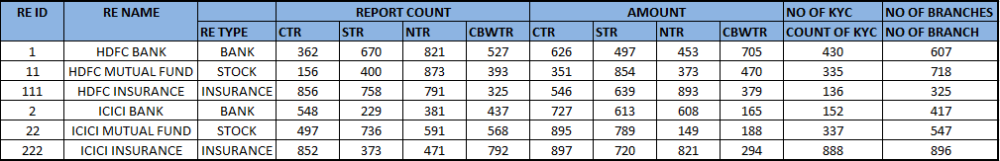 RE ID RE NAME REPORT COUNT AMOUNT NO OF KYC NO OF BRANCHES
RE TYPE CTR STR NTR CBWTR CTR STR NTR CBWTR COUNT OF KYC NO OF BRANCH
1 HDFC BANK BANK 362 670 821 527 626 497 453 705 430 607
11 HDFC MUTUAL FUND STOCK 156 400 873 393 351 854 373 470 335 718
111 HDFC INSURANCE INSURANCE 856 758 791 325 546 639 893 379 136 325
2 ICICI BANK BANK 548 229 381 437 727 613 608 165 152 417
22 ICICI MUTUAL FUND STOCK 497 736 591 568 895 789 149 188 337 547
222 ICICI INSURANCE INSURANCE 852 373 471 792 897 720 821 294 888 896